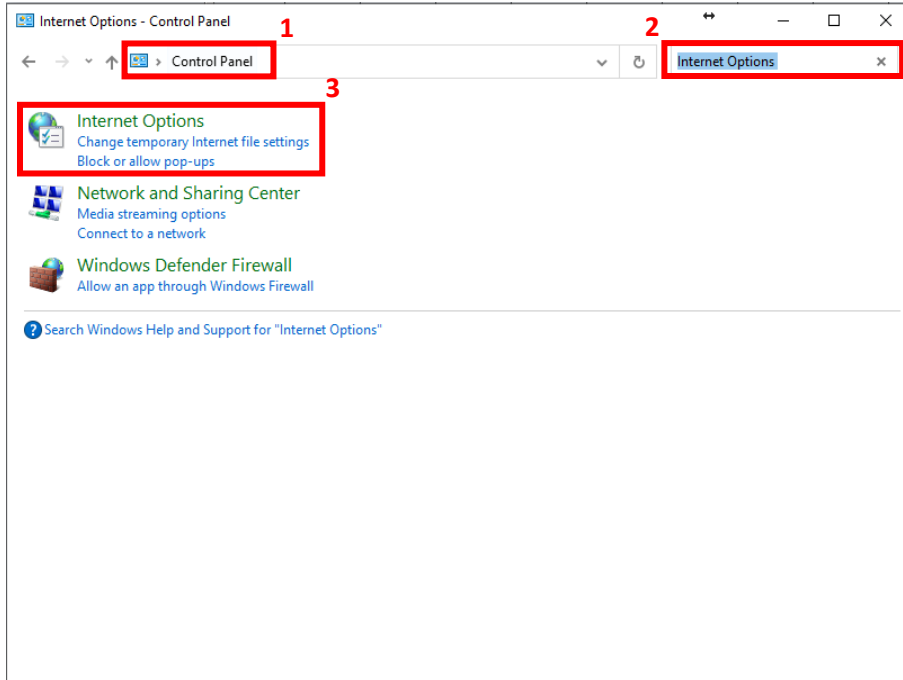 Internet Options - Control Panel
1
2
Control Panel
Internet Options
3
Internet Options
Change temporary Internet file settings
Block or allow pop-ups
Network and Sharing Center
Media streaming options
Connect to a network
Windows Defender Firewall
Allow an app through Windows Firewall
Search Windows Help and Support for "Internet Options"